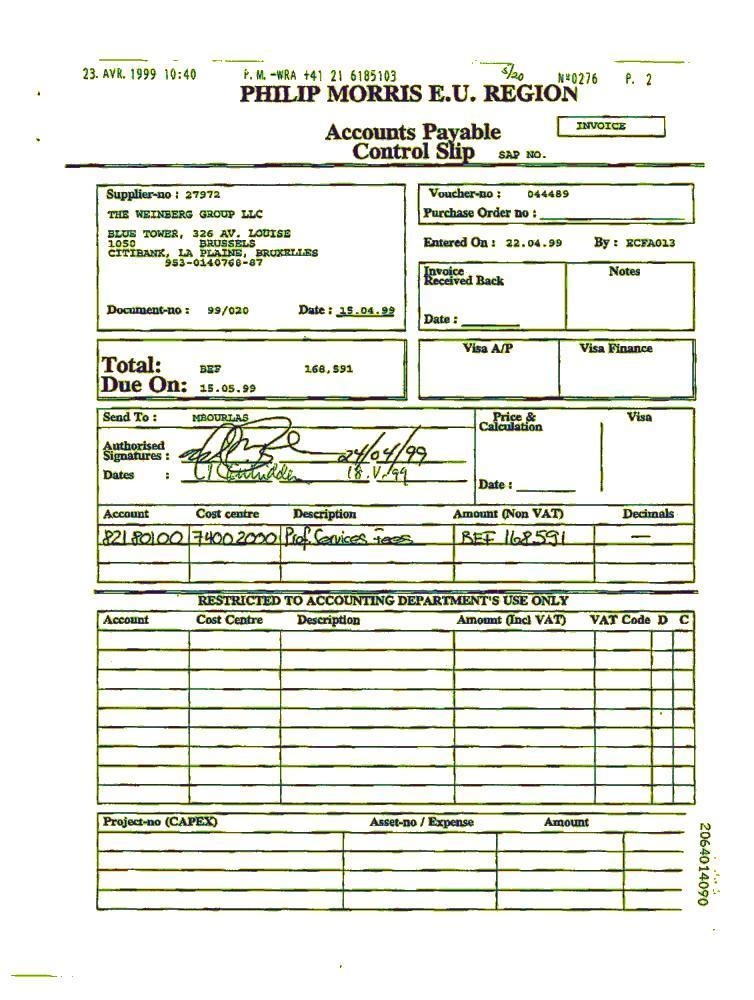 23. AVR. 1999 10:40 P. M. -WRA +41 21 6185103 5/20 N°0276 P. 2
PHILIP MORRIS E.U. REGION
Accounts Payable
Control Slip SAP NO.
INVOICE
Supplier-no : 27972
THE WEINBERG GROUP LLC
BLUE TOWER, 326 AV. LOUISE
1050 BRUSSELS
CITIBANK, LA PLAINE, BRUXELLES
953-0140768-87
Document-no : 99/020 Date : 15.04.99
Voucher-no : 044489
Purchase Order no :
Entered On : 22.04.99 By : ECFA013
Invoice
Received Back
Date :
Notes
Total: BEF 168,591
Due On: 15.05.99
Visa A/P Visa Finance
Send To : MBOURLAS
Authorised
Signatures : 24/04/99
Dates : 18.V.99
Price &
Calculation
Date :
Visa
Account Cost centre Description Amount (Non VAT) Decimals
82180100 74002000 Prof. Services Fees BEF 168591 —
RESTRICTED TO ACCOUNTING DEPARTMENT'S USE ONLY
Account Cost Centre Description Amount (Incl VAT) VAT Code D C
Project-no (CAPEX) Asset-no / Expense Amount
2064014090